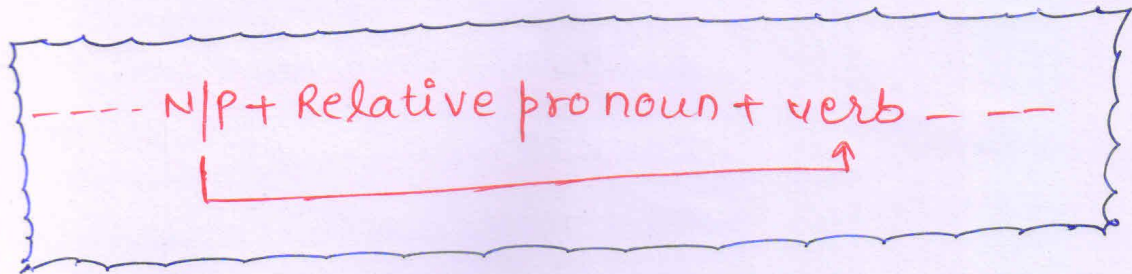 ---- N/P + Relative pronoun + verb ---